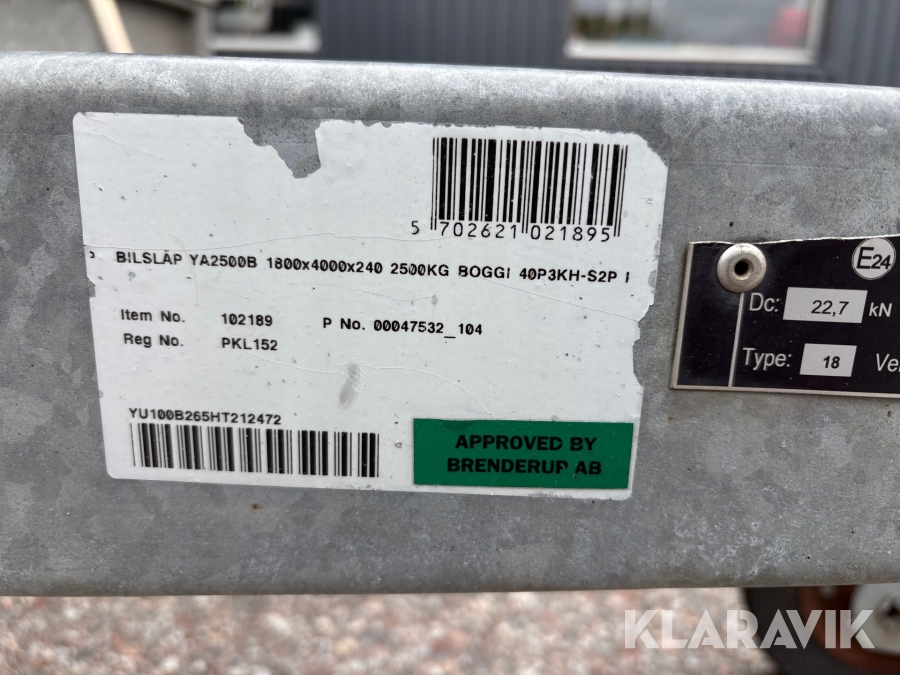 5 702621 021895
BILSLÄP YA2500B 1800x4000x240 2500KG BOGGI 40P3KH-S2P
Item No. 102189 P No. 00047532_104
Reg No. PKL152
YU100B265HT212472
APPROVED BY
BRENDERUP AB
E24
Dc: 22,7 kN
Type: 18
KLARAVIK